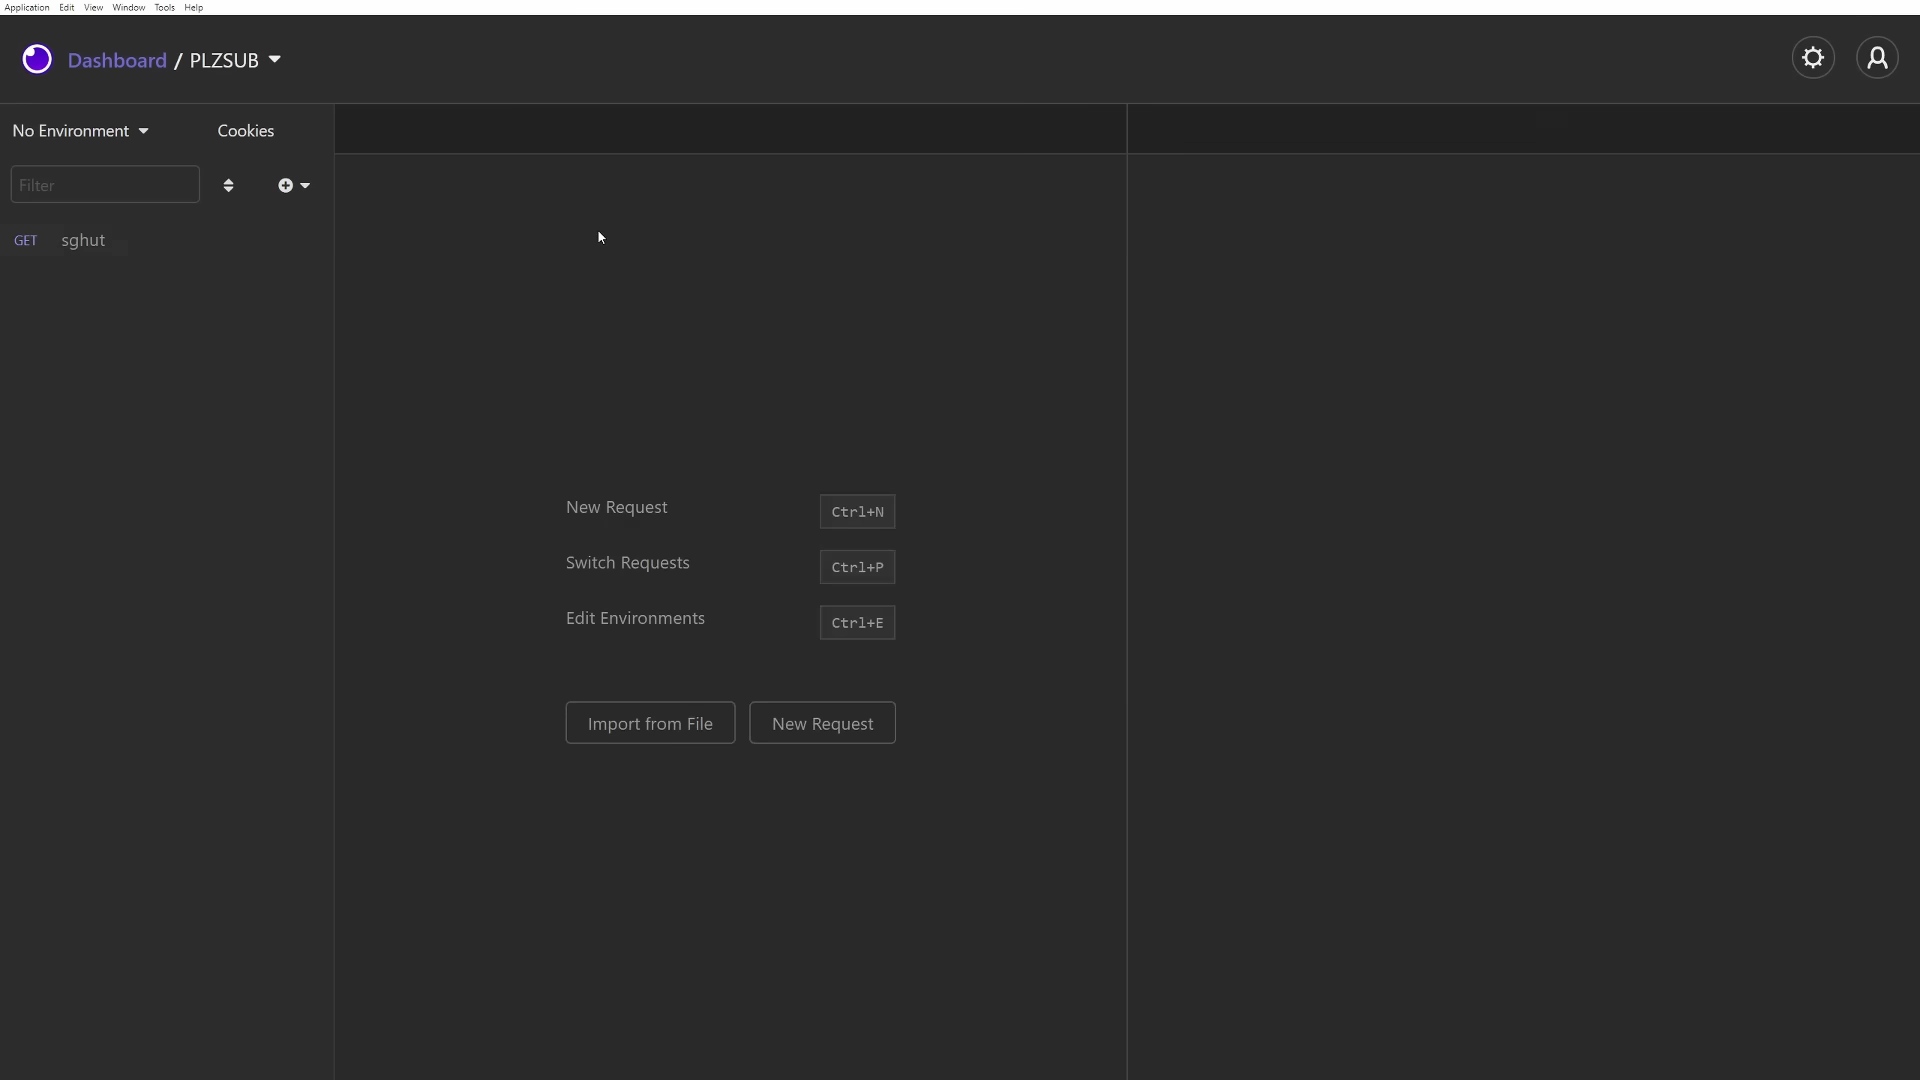 Application Edit View Window Tools Help
Dashboard / PLZSUB
No Environment Cookies
Filter
GET sghut
New Request Ctrl+N
Switch Requests Ctrl+P
Edit Environments Ctrl+E
Import from File New Request